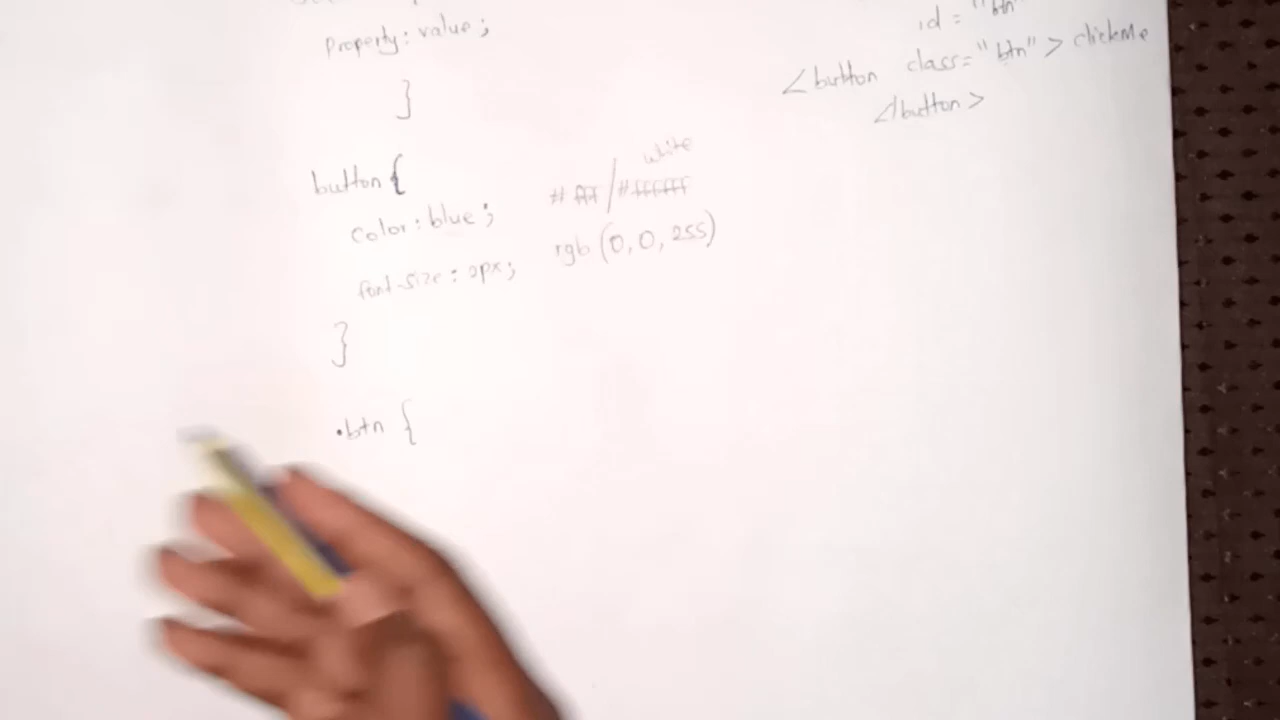 property: value;
}
button {
color: blue;
font-size: 2px;
}
.btn {
white
# fff / # ffffff
rgb (0, 0, 255)
id = "btn"
<button class="btn"> clickMe
</button>